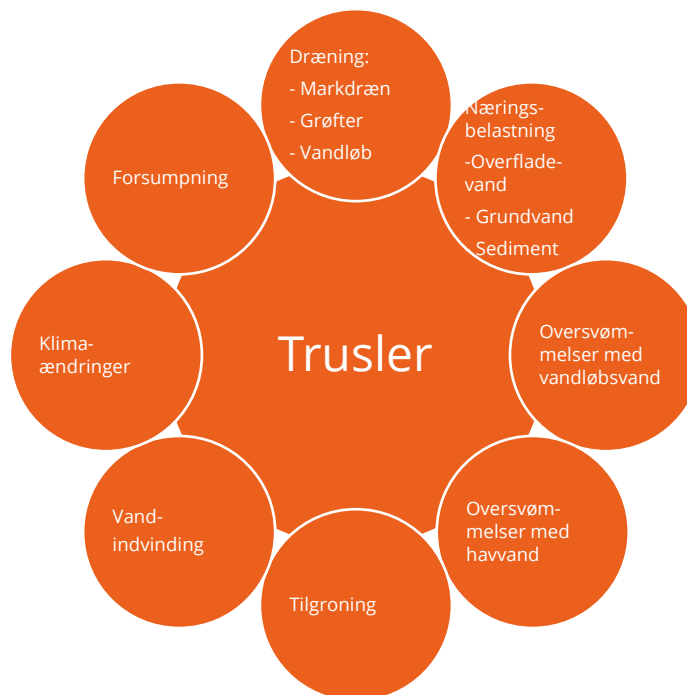 Dræning:
- Markdræn
- Grøfter
- Vandløb
Nærings-
belastning
-Overflade-
vand
- Grundvand
- Sediment
Oversvøm-
melser med
vandløbsvand
Oversvøm-
melser med
havvand
Tilgroning
Vand-
indvinding
Klima-
ændringer
Forsumpning
Trusler